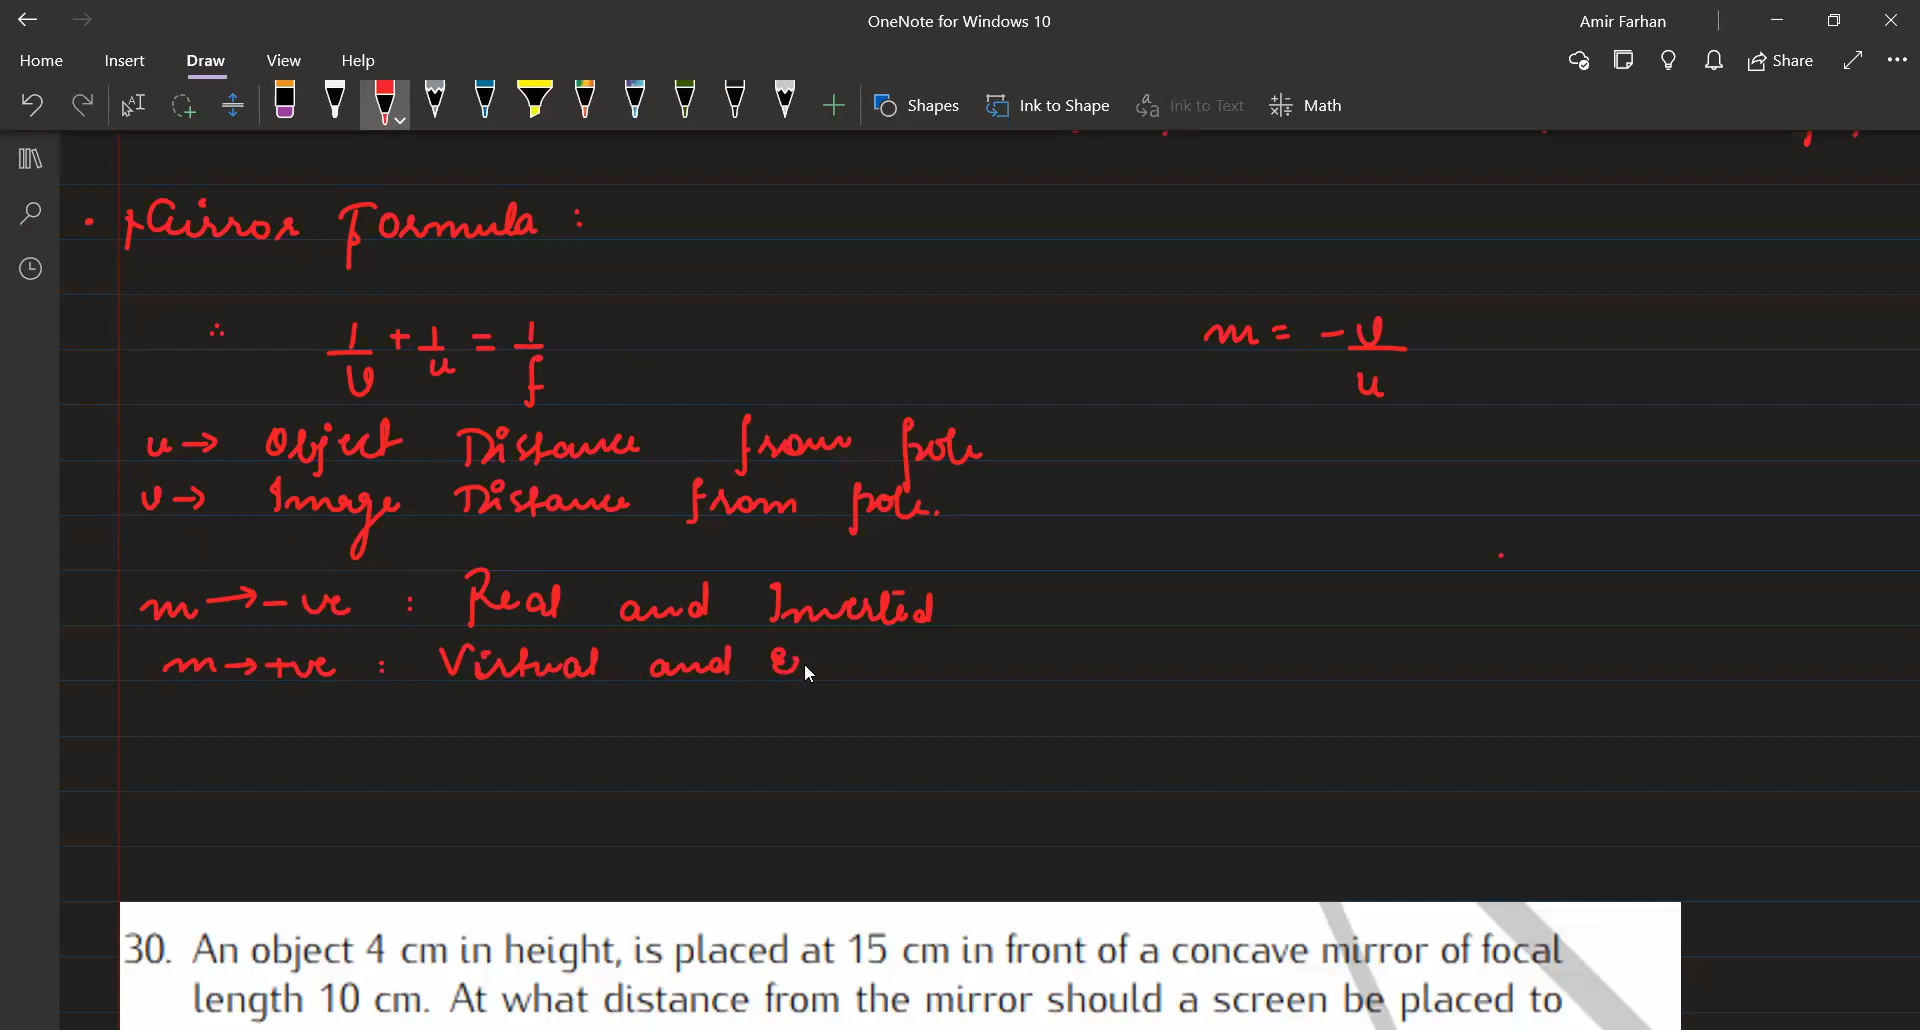 OneNote for Windows 10
Amir Farhan
Home Insert Draw View Help
Share
Shapes Ink to Shape Ink to Text Math
• Mirror Formula :
∴ 1/v + 1/u = 1/f
m = -v/u
u → Object Distance from pole
v → Image Distance from pole.
m → -ve : Real and Inverted
m → +ve : Virtual and E
30. An object 4 cm in height, is placed at 15 cm in front of a concave mirror of focal
length 10 cm. At what distance from the mirror should a screen be placed to